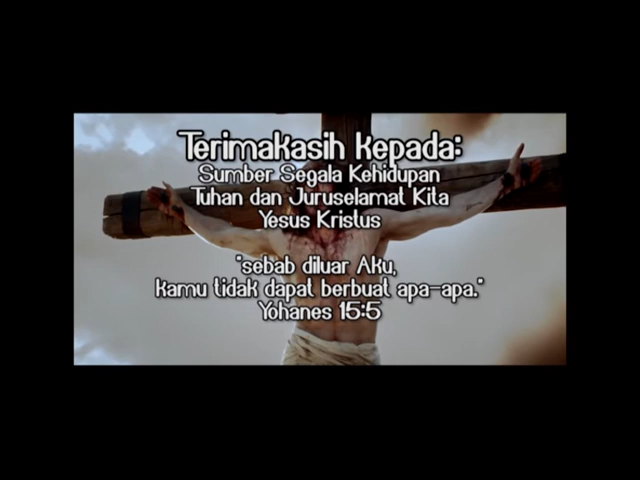 Terimakasih kepada:
Sumber Segala Kehidupan
Tuhan dan Juruselamat Kita
Yesus Kristus
"sebab diluar Aku,
kamu tidak dapat berbuat apa-apa."
Yohanes 15:5